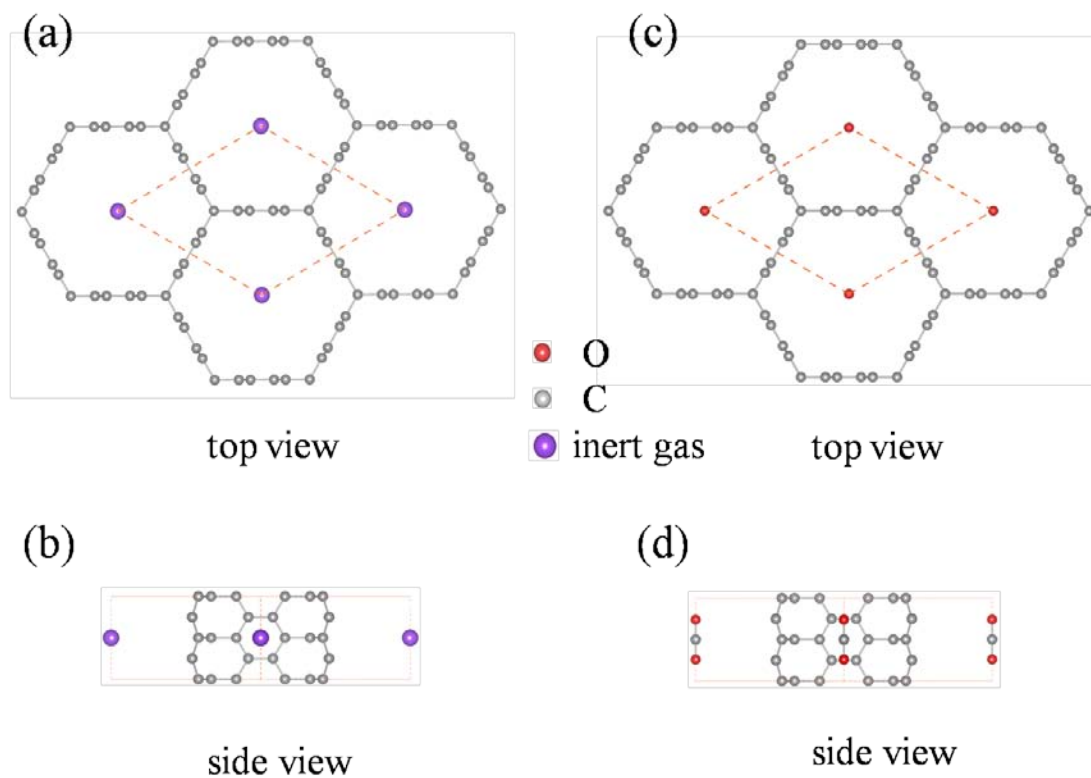 (a)
(c)
O
C
inert gas
top view
top view
(b)
(d)
side view
side view